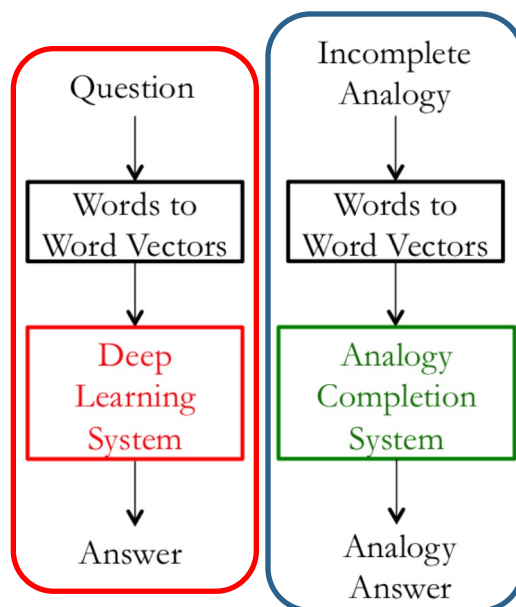 Question
Words to
Word Vectors
Deep
Learning
System
Answer
Incomplete
Analogy
Words to
Word Vectors
Analogy
Completion
System
Analogy
Answer